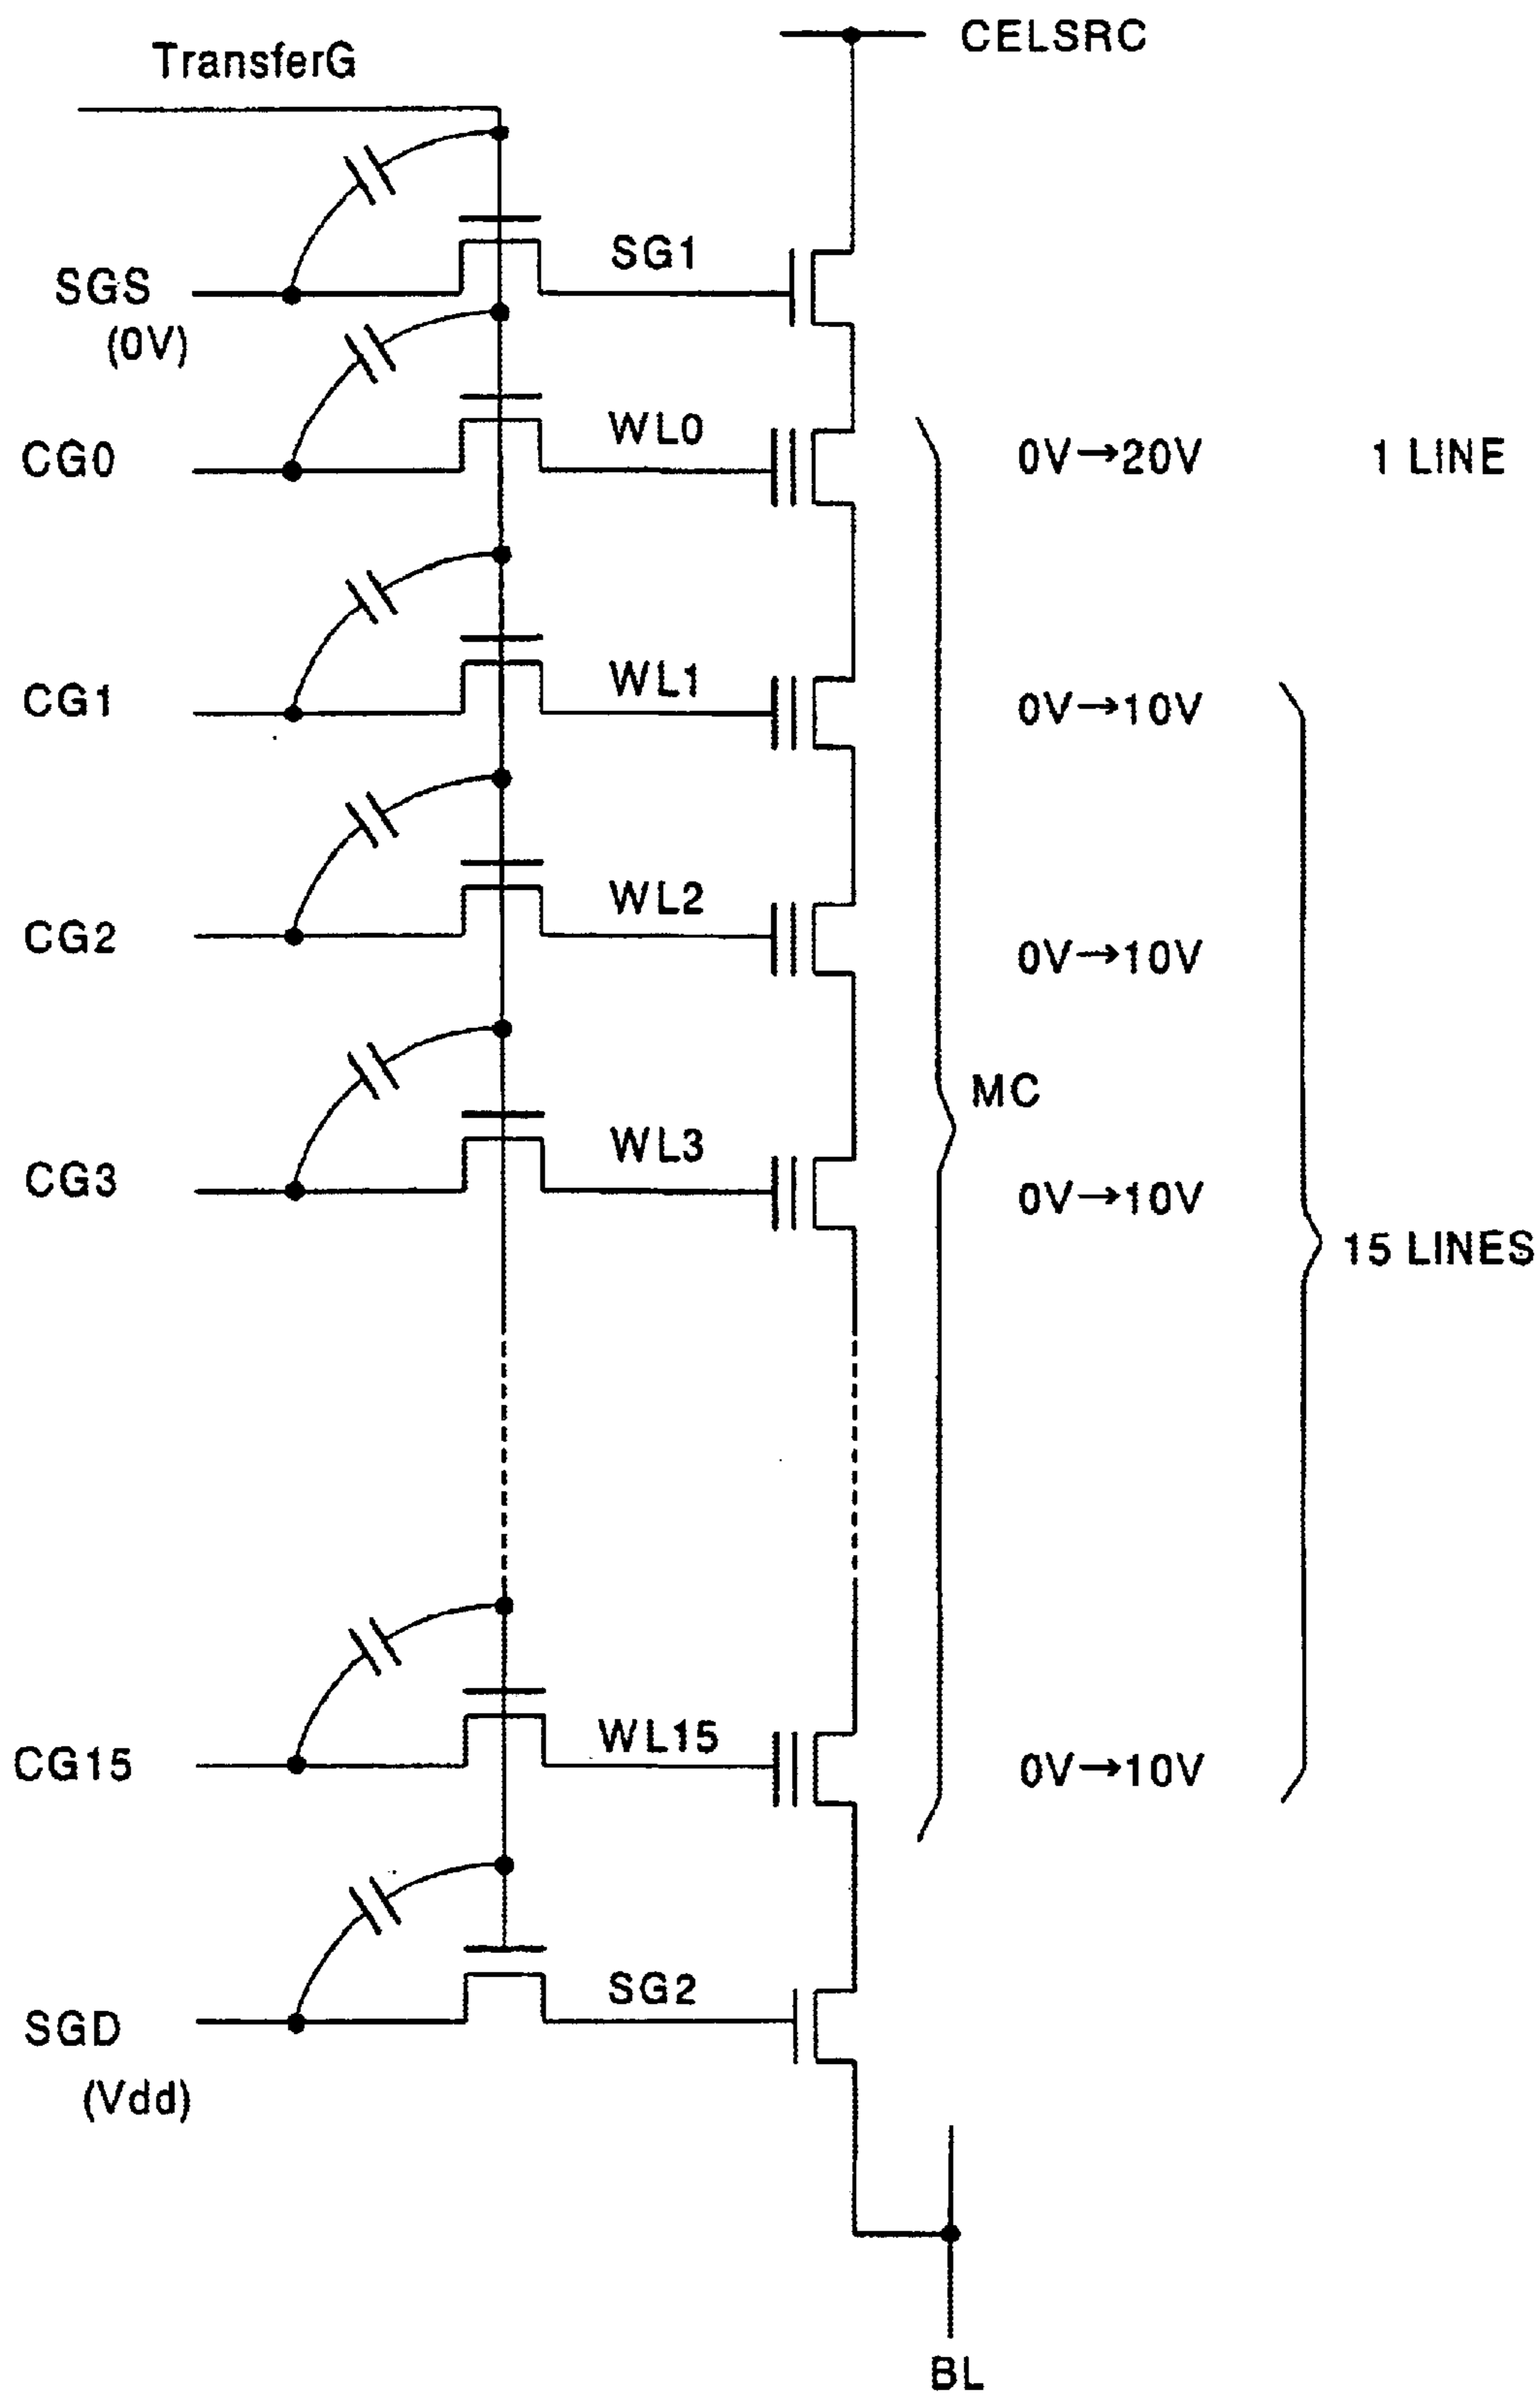 CELSRC
TransferG
SG1
SGS
(0V)
WL0
CG0
0V→20V
1 LINE
WL1
CG1
0V→10V
WL2
CG2
0V→10V
MC
WL3
CG3
0V→10V
15 LINES
WL15
CG15
0V→10V
SG2
SGD
(Vdd)
BL